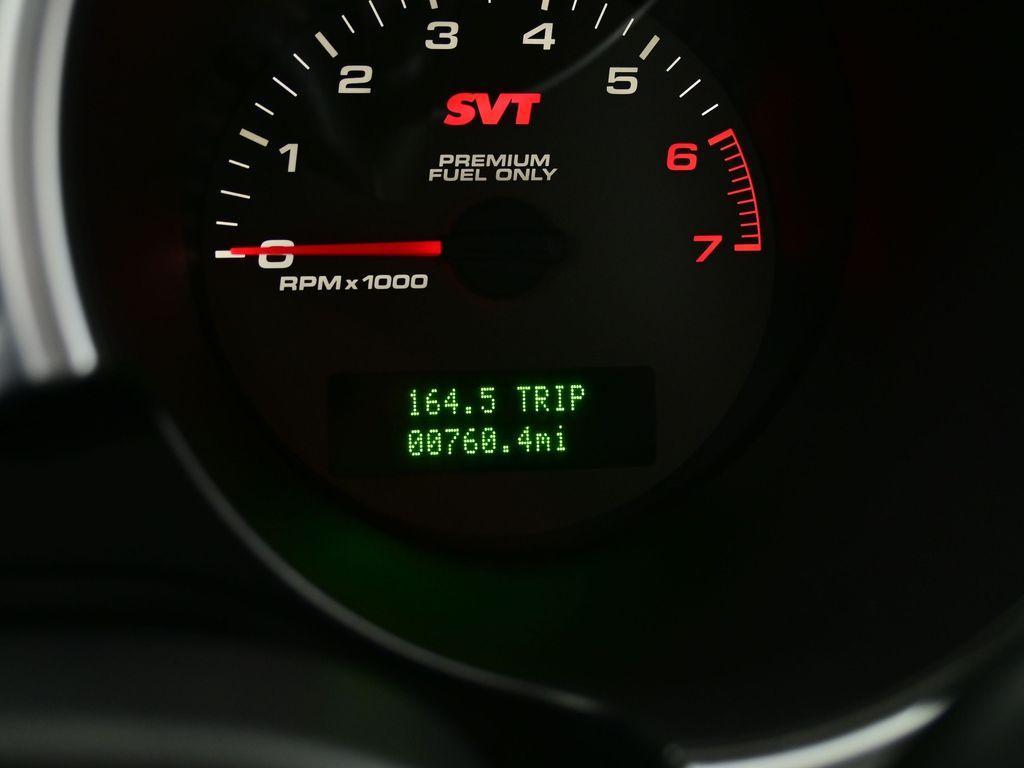 3 4
2 5
SVT
1 PREMIUM 6
FUEL ONLY
0 7
RPM x 1000
164.5 TRIP
00760.4mi